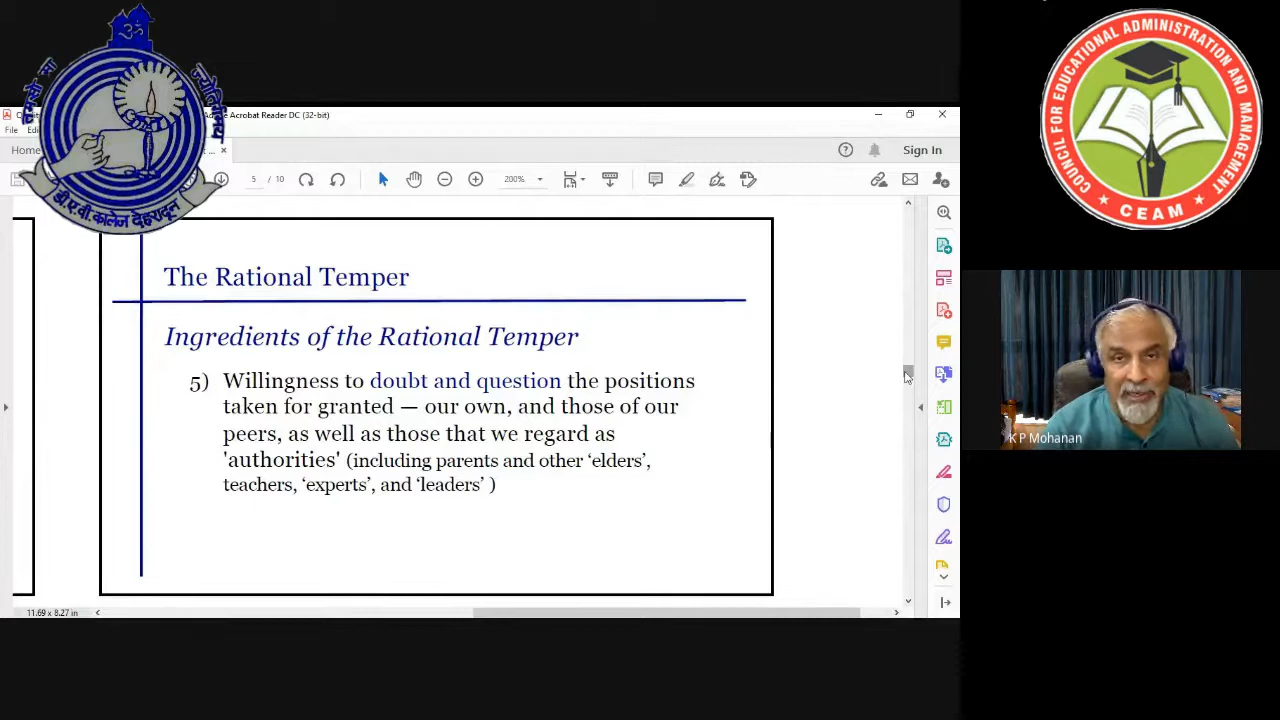 Adobe Acrobat Reader DC (32-bit)
File
Home
Sign In
5 / 10
200%
The Rational Temper
Ingredients of the Rational Temper
5) Willingness to doubt and question the positions
taken for granted — our own, and those of our
peers, as well as those that we regard as
'authorities' (including parents and other ‘elders’,
teachers, ‘experts’, and ‘leaders’ )
11.69 x 8.27 in
डी.ए.वी. कालेज देहरादून
COUNCIL FOR EDUCATIONAL ADMINISTRATION AND MANAGEMENT
CEAM
K P Mohanan